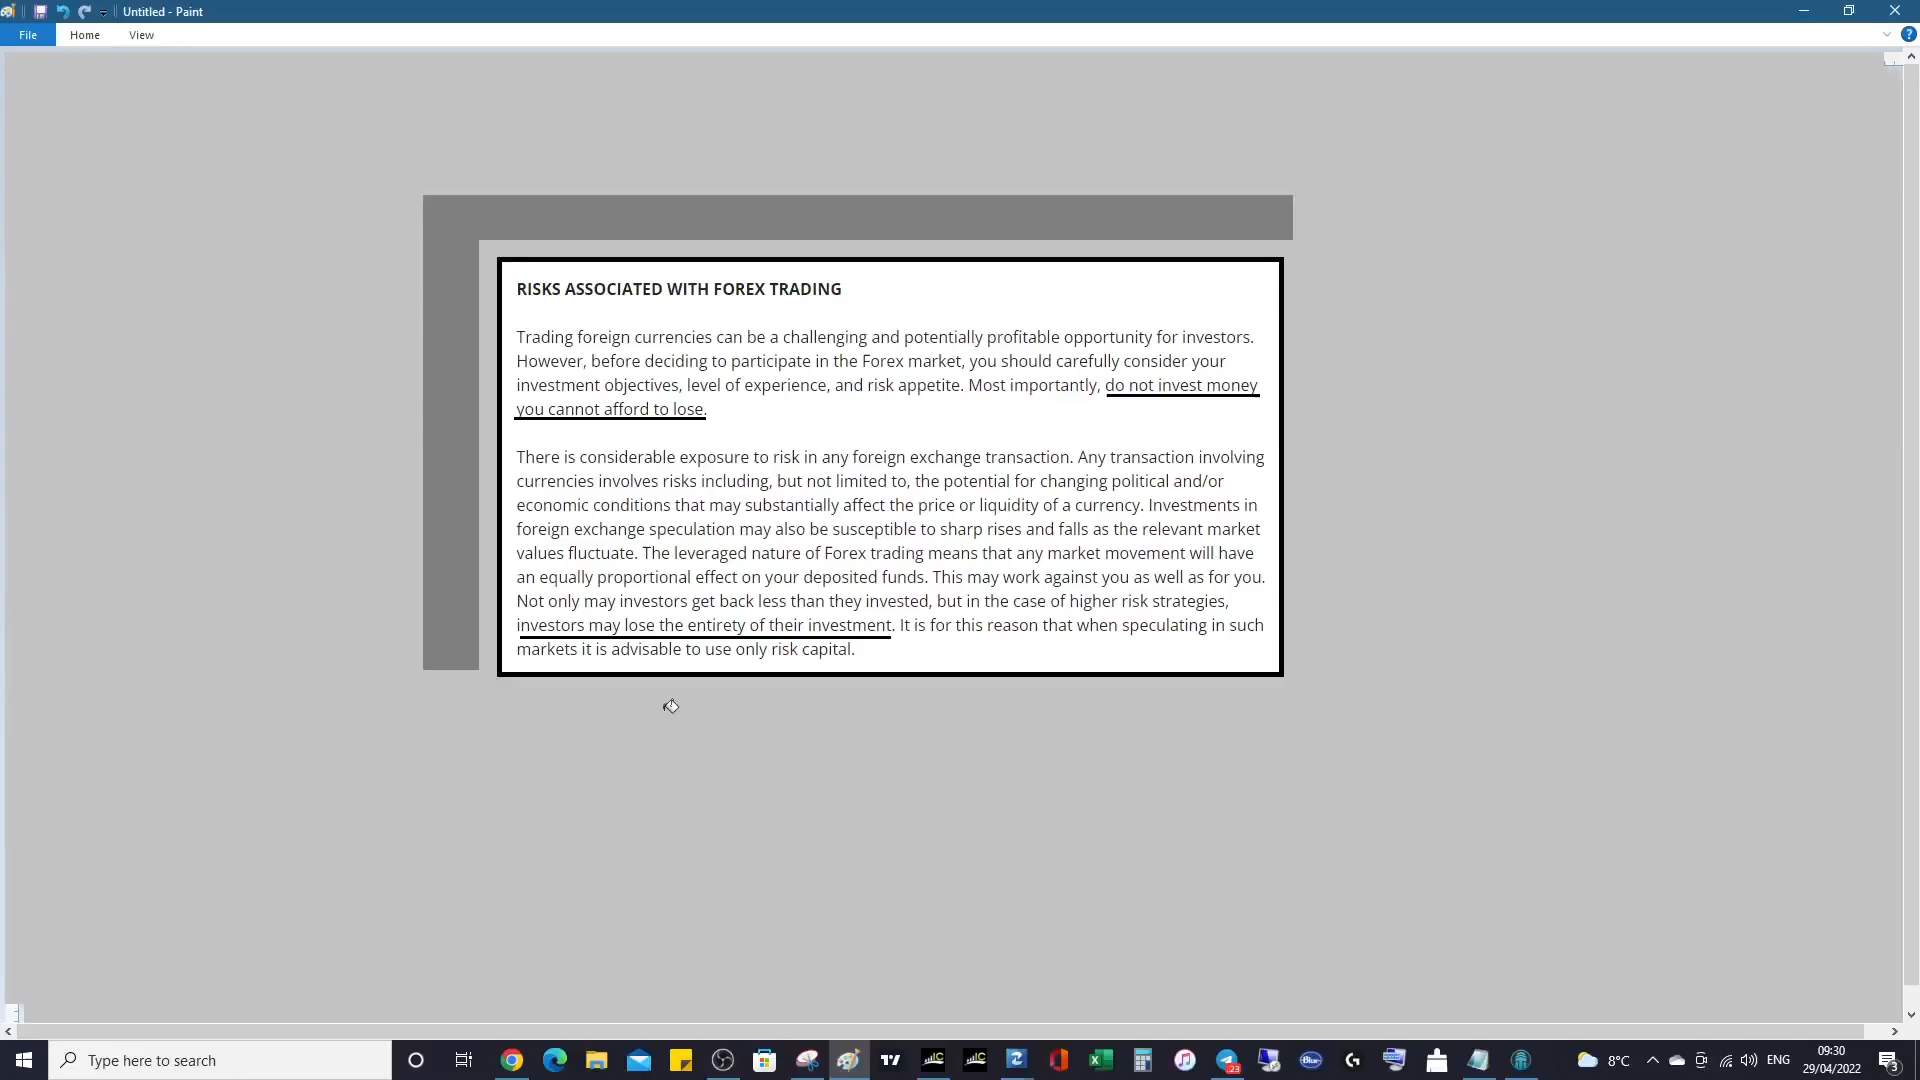 Untitled - Paint
File Home View
RISKS ASSOCIATED WITH FOREX TRADING
Trading foreign currencies can be a challenging and potentially profitable opportunity for investors.
However, before deciding to participate in the Forex market, you should carefully consider your
investment objectives, level of experience, and risk appetite. Most importantly, do not invest money
you cannot afford to lose.
There is considerable exposure to risk in any foreign exchange transaction. Any transaction involving
currencies involves risks including, but not limited to, the potential for changing political and/or
economic conditions that may substantially affect the price or liquidity of a currency. Investments in
foreign exchange speculation may also be susceptible to sharp rises and falls as the relevant market
values fluctuate. The leveraged nature of Forex trading means that any market movement will have
an equally proportional effect on your deposited funds. This may work against you as well as for you.
Not only may investors get back less than they invested, but in the case of higher risk strategies,
investors may lose the entirety of their investment. It is for this reason that when speculating in such
markets it is advisable to use only risk capital.
Type here to search
23
Blue
8°C
ENG
09:30
29/04/2022
3